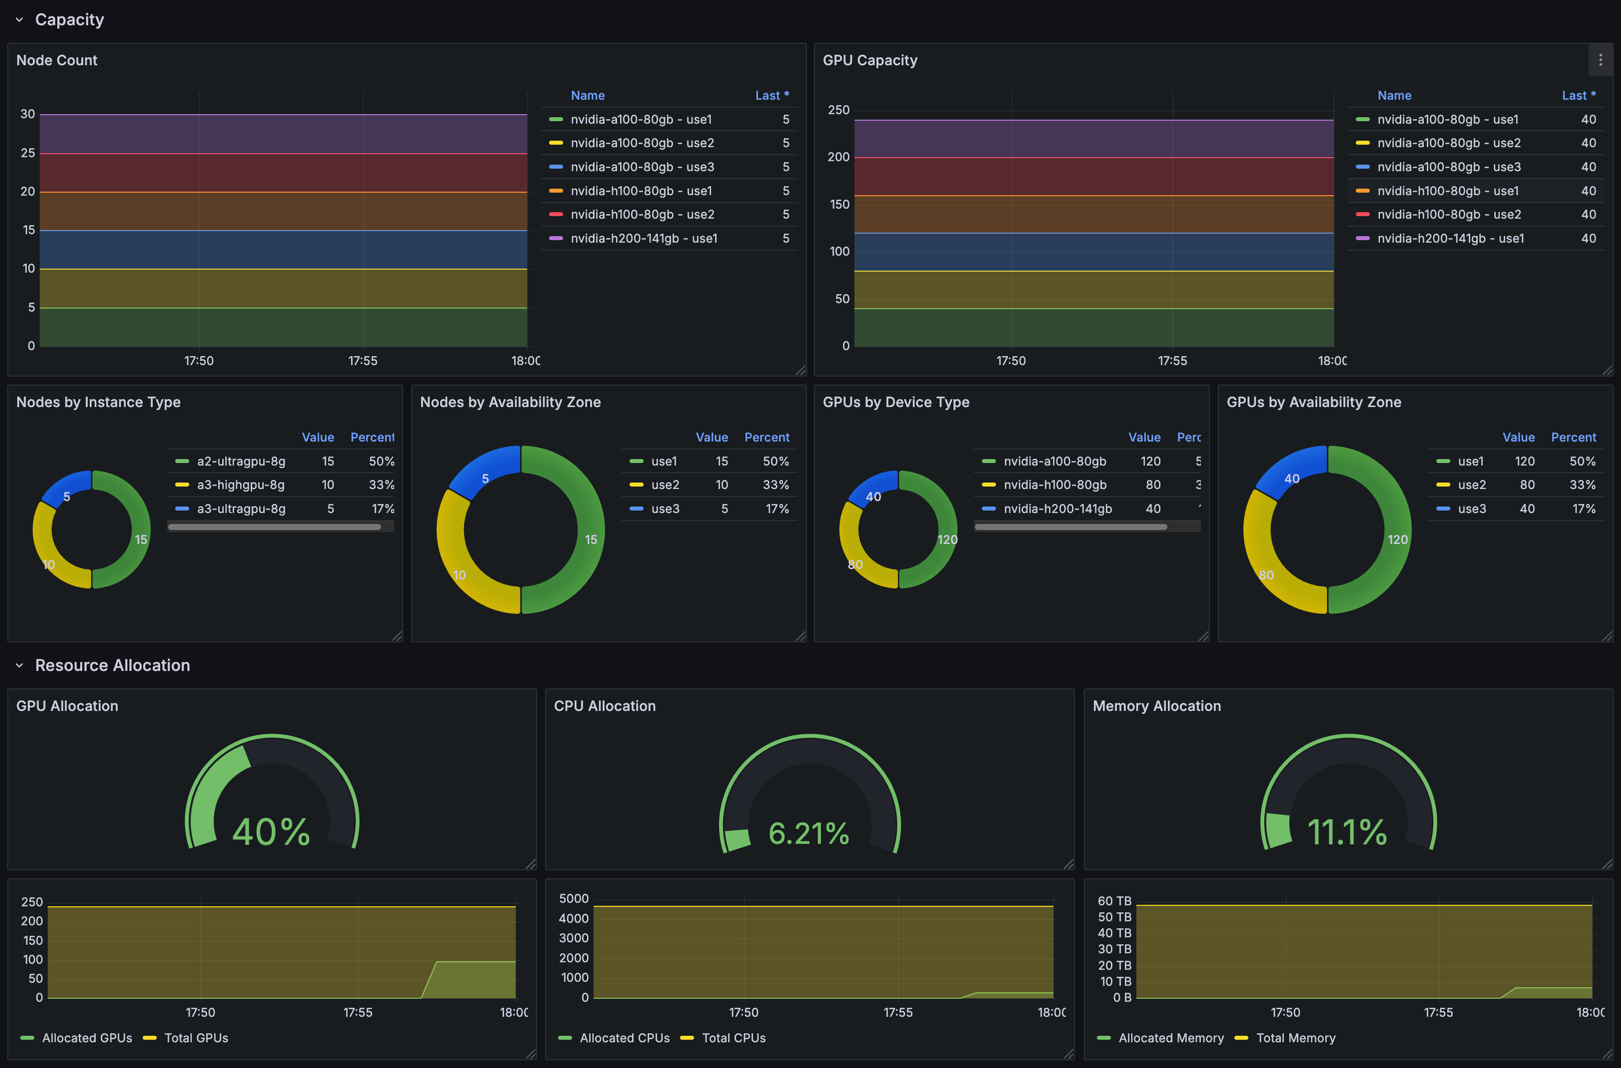 Capacity
Node Count
Name Last *
30
25
20
15
10
5
0
17:50 17:55 18:00
nvidia-a100-80gb - use1 5
nvidia-a100-80gb - use2 5
nvidia-a100-80gb - use3 5
nvidia-h100-80gb - use1 5
nvidia-h100-80gb - use2 5
nvidia-h200-141gb - use1 5
GPU Capacity
Name Last *
250
200
150
100
50
0
17:50 17:55 18:00
nvidia-a100-80gb - use1 40
nvidia-a100-80gb - use2 40
nvidia-a100-80gb - use3 40
nvidia-h100-80gb - use1 40
nvidia-h100-80gb - use2 40
nvidia-h200-141gb - use1 40
Nodes by Instance Type
Value Percent
a2-ultragpu-8g 15 50%
a3-highgpu-8g 10 33%
a3-ultragpu-8g 5 17%
5
15
10
Nodes by Availability Zone
Value Percent
use1 15 50%
use2 10 33%
use3 5 17%
5
15
10
GPUs by Device Type
Value Perc
nvidia-a100-80gb 120 5
nvidia-h100-80gb 80 3
nvidia-h200-141gb 40 1
40
120
80
GPUs by Availability Zone
Value Percent
use1 120 50%
use2 80 33%
use3 40 17%
40
120
80
Resource Allocation
GPU Allocation
40%
CPU Allocation
6.21%
Memory Allocation
11.1%
250
200
150
100
50
0
17:50 17:55 18:00
Allocated GPUs Total GPUs
5000
4000
3000
2000
1000
0
17:50 17:55 18:00
Allocated CPUs Total CPUs
60 TB
50 TB
40 TB
30 TB
20 TB
10 TB
0 B
17:50 17:55 18:00
Allocated Memory Total Memory